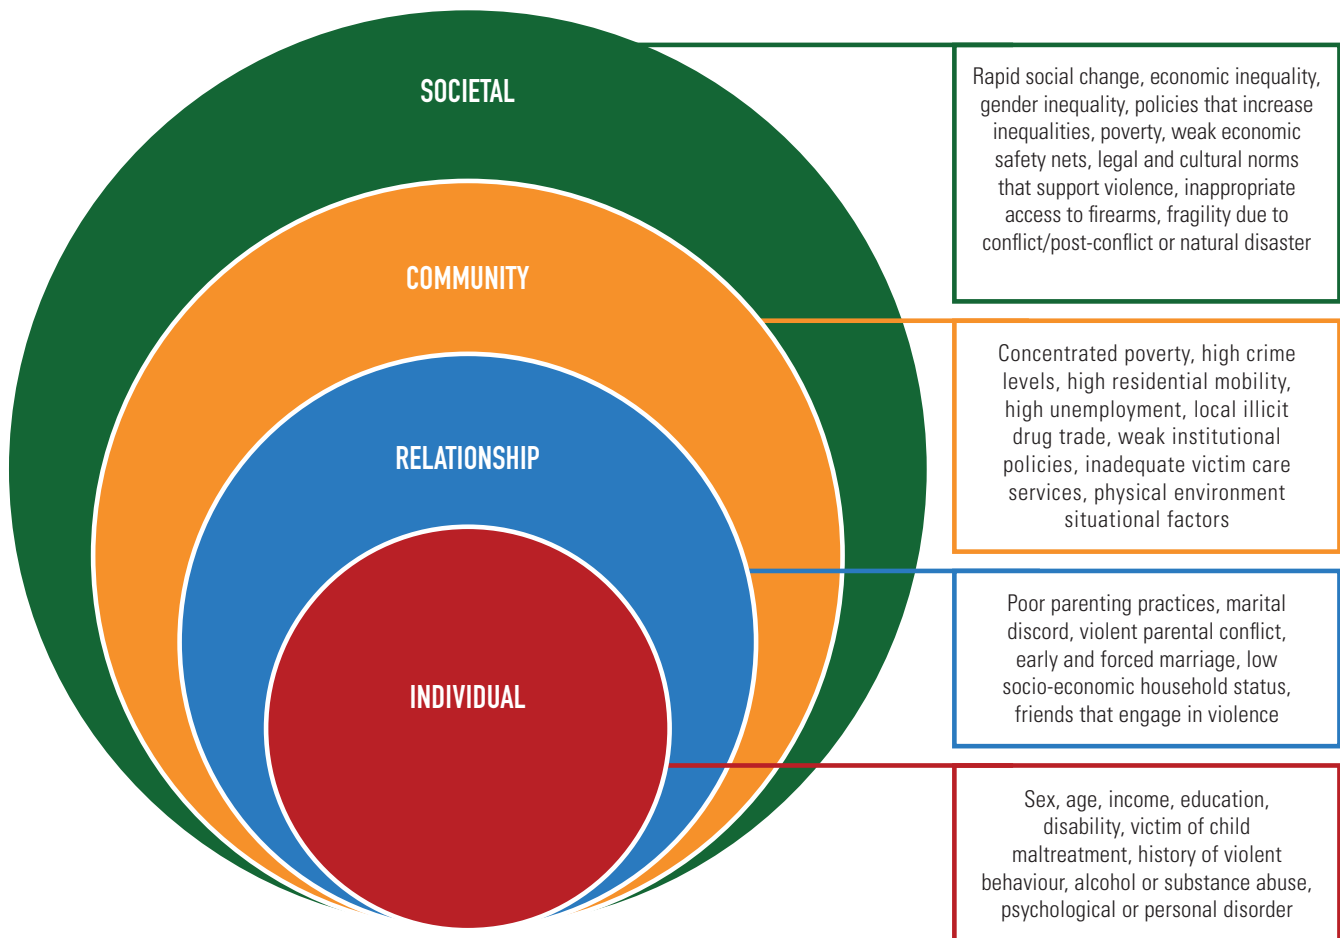 SOCIETAL
Rapid social change, economic inequality,
gender inequality, policies that increase
inequalities, poverty, weak economic
safety nets, legal and cultural norms
that support violence, inappropriate
access to firearms, fragility due to
conflict/post-conflict or natural disaster
COMMUNITY
Concentrated poverty, high crime
levels, high residential mobility,
high unemployment, local illicit
drug trade, weak institutional
policies, inadequate victim care
services, physical environment
situational factors
RELATIONSHIP
Poor parenting practices, marital
discord, violent parental conflict,
early and forced marriage, low
socio-economic household status,
friends that engage in violence
INDIVIDUAL
Sex, age, income, education,
disability, victim of child
maltreatment, history of violent
behaviour, alcohol or substance abuse,
psychological or personal disorder